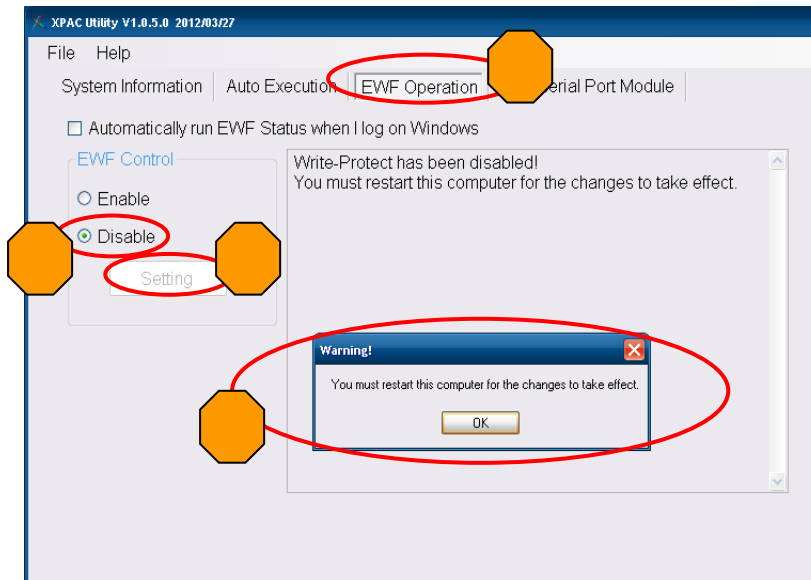 XPAC Utility V1.0.5.0 2012/03/27
File Help
System Information Auto Execution EWF Operation Serial Port Module
Automatically run EWF Status when I log on Windows
EWF Control
Enable
Disable
Setting
Write-Protect has been disabled!
You must restart this computer for the changes to take effect.
Warning!
You must restart this computer for the changes to take effect.
OK